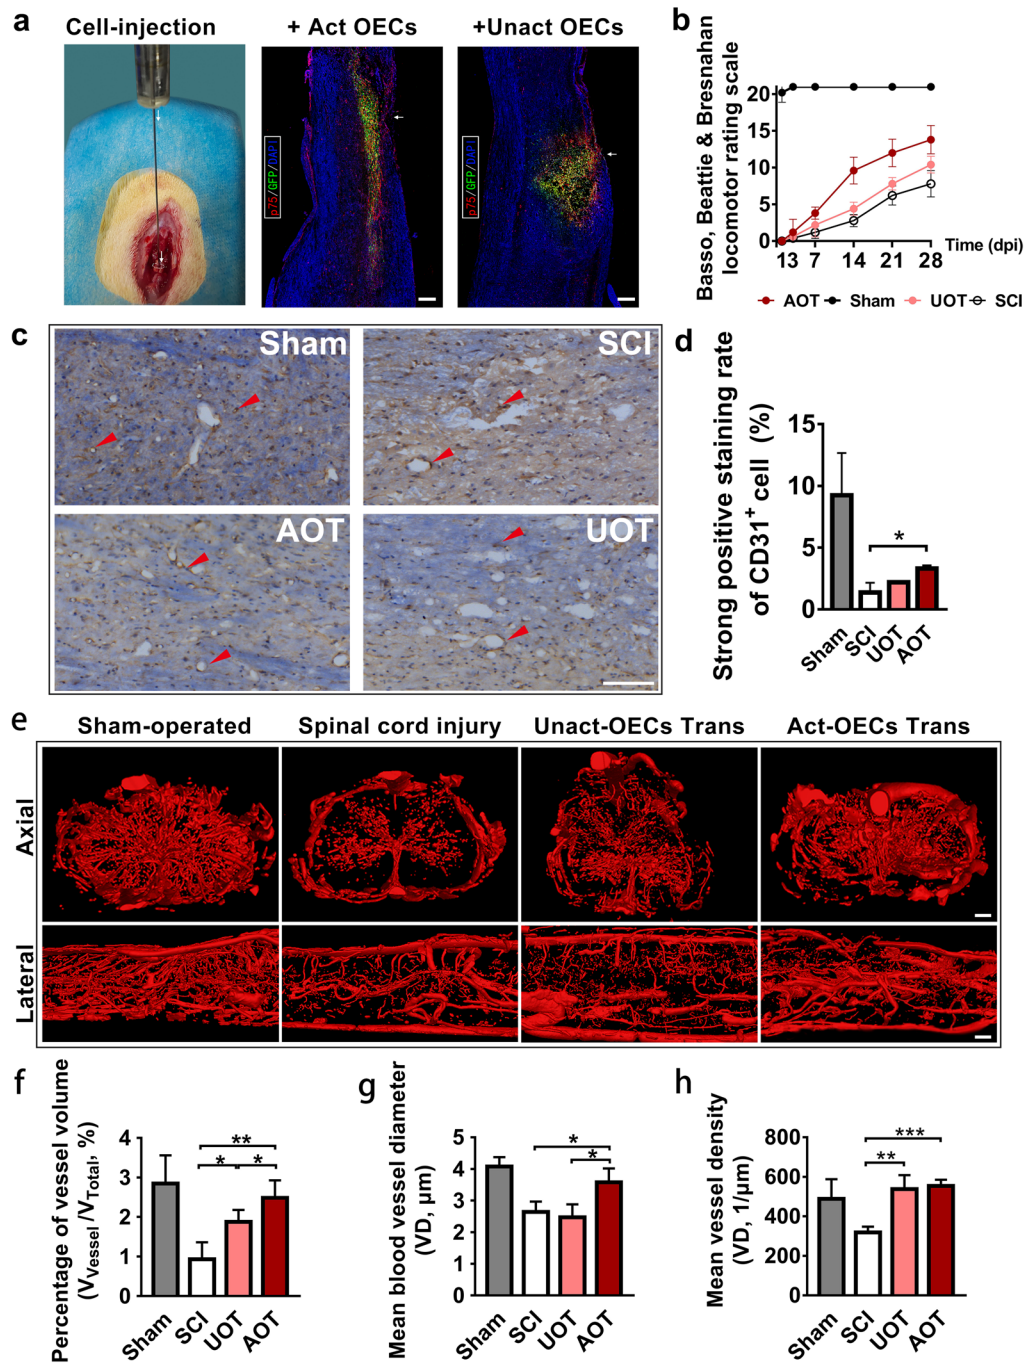 a
Cell-injection
+ Act OECs
+Unact OECs
p75/GFP/DAPI
p75/GFP/DAPI
b
Basso, Beattie & Bresnahan
locomotor rating scale
20
15
10
5
0
13 7 14 21 28
Time (dpi)
AOT Sham UOT SCI
c
Sham
SCI
AOT
UOT
d
Strong positive staining rate
of CD31+ cell (%)
15
10
5
0
*
Sham SCI UOT AOT
e
Sham-operated
Spinal cord injury
Unact-OECs Trans
Act-OECs Trans
Axial
Lateral
f
Percentage of vessel volume
(VVessel/VTotal, %)
4
3
2
1
0
**
* *
Sham SCI UOT AOT
g
Mean blood vessel diameter
(VD, μm)
5
4
3
2
1
0
*
*
Sham SCI UOT AOT
h
Mean vessel density
(VD, 1/μm)
800
600
400
200
0
***
**
Sham SCI UOT AOT